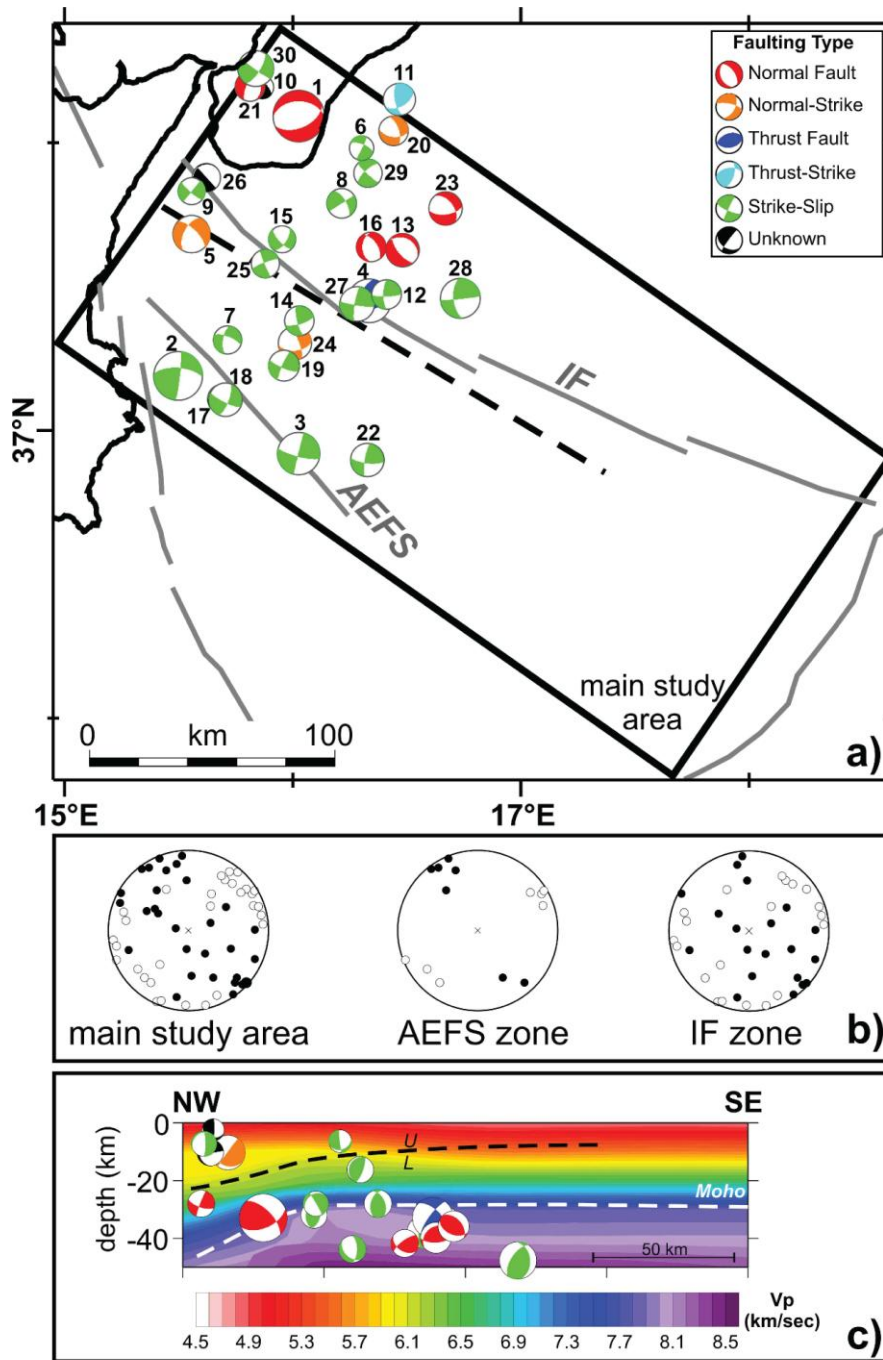 30
10
1
21
11
6
20
26
29
8
23
9
15
16
13
5
25
27
4
28
12
14
7
24
2
18
19
17
3
22
Faulting Type
Normal Fault
Normal-Strike
Thrust Fault
Thrust-Strike
Strike-Slip
Unknown
IF
AEFS
37°N
main study
area
0 km 100
a)
15°E 17°E
main study area AEFS zone IF zone
b)
NW SE
0
-20
-40
depth (km)
U
L
Moho
50 km
Vp
(km/sec)
4.5 4.9 5.3 5.7 6.1 6.5 6.9 7.3 7.7 8.1 8.5
c)